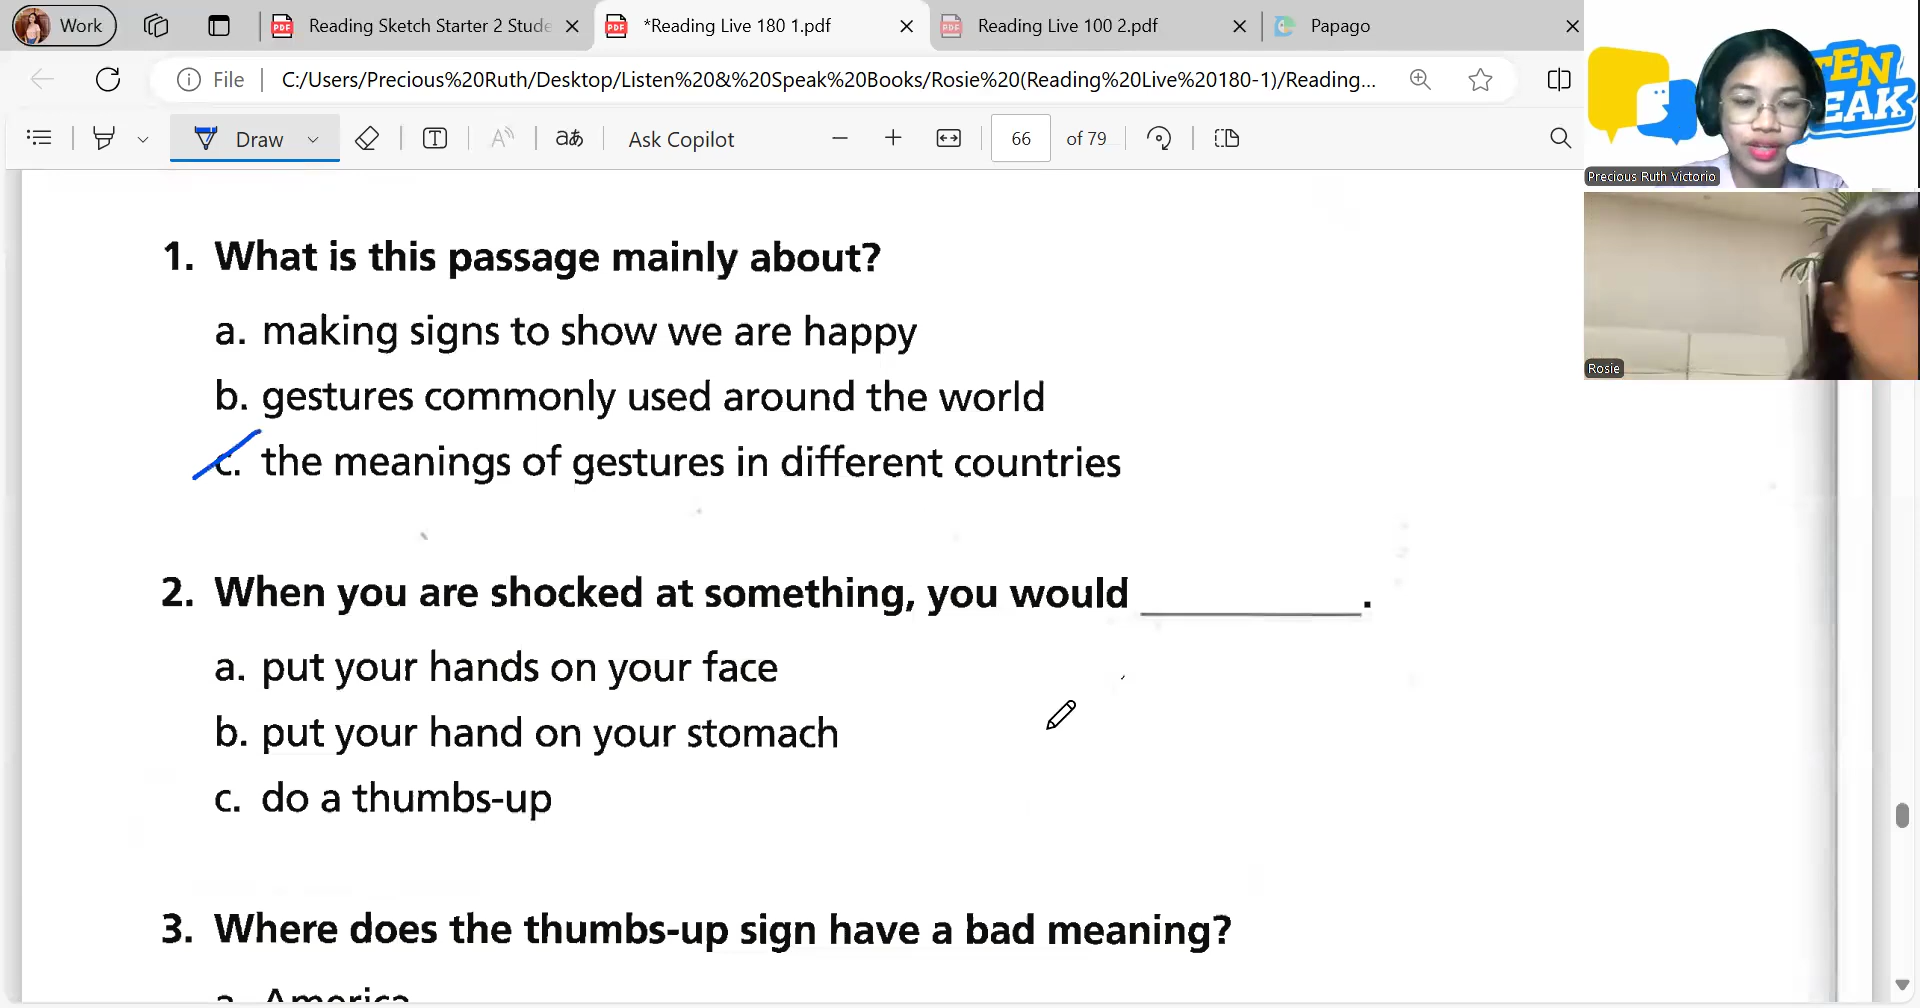 Work
Reading Sketch Starter 2 Stude
*Reading Live 180 1.pdf
Reading Live 100 2.pdf
Papago
File
C:/Users/Precious%20Ruth/Desktop/Listen%20&%20Speak%20Books/Rosie%20(Reading%20Live%20180-1)/Reading...
Draw
Ask Copilot
66
of 79
1. What is this passage mainly about?
a. making signs to show we are happy
b. gestures commonly used around the world
c. the meanings of gestures in different countries
2. When you are shocked at something, you would __________.
a. put your hands on your face
b. put your hand on your stomach
c. do a thumbs-up
3. Where does the thumbs-up sign have a bad meaning?
a. America
TEN
EAK
Precious Ruth Victorio
Rosie